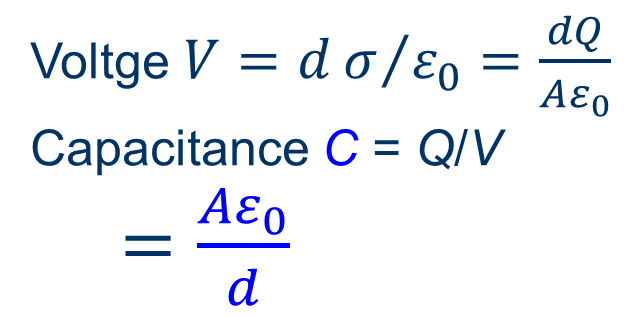 Voltge V = d σ/ε₀ = dQ/Aε₀
Capacitance C = Q/V
= Aε₀/d